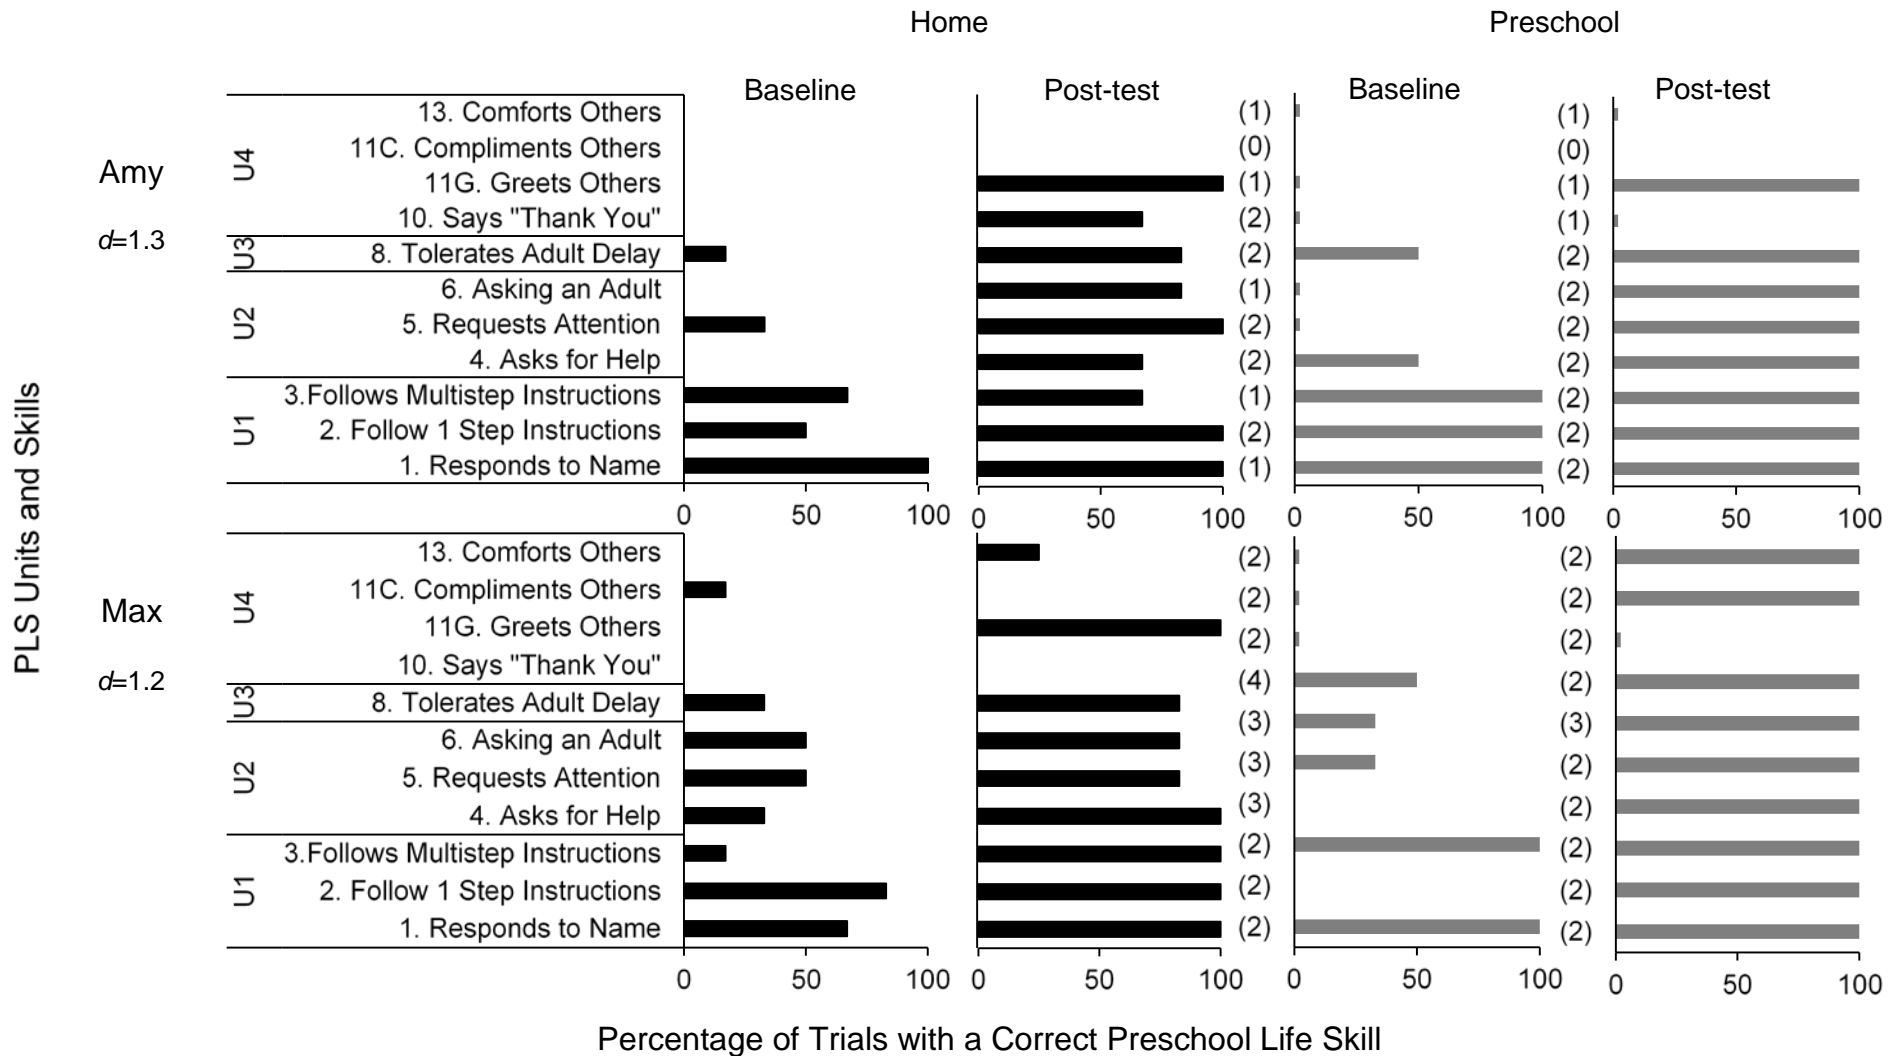 Home Preschool
Baseline Post-test Baseline Post-test
PLS Units and Skills
Amy
d=1.3
U4
13. Comforts Others (1) (1)
11C. Compliments Others (0) (0)
11G. Greets Others (1) (1)
10. Says "Thank You" (2) (1)
U3
8. Tolerates Adult Delay (2) (2)
U2
6. Asking an Adult (1) (2)
5. Requests Attention (2) (2)
4. Asks for Help (2) (2)
U1
3.Follows Multistep Instructions (1) (2)
2. Follow 1 Step Instructions (2) (2)
1. Responds to Name (1) (2)
0 50 100 0 50 100 0 50 100 0 50 100
Max
d=1.2
U4
13. Comforts Others (2) (2)
11C. Compliments Others (2) (2)
11G. Greets Others (2) (2)
10. Says "Thank You" (4) (2)
U3
8. Tolerates Adult Delay (3) (3)
U2
6. Asking an Adult (3) (2)
5. Requests Attention (3) (2)
4. Asks for Help (2) (2)
U1
3.Follows Multistep Instructions (2) (2)
2. Follow 1 Step Instructions (2) (2)
1. Responds to Name
0 50 100 0 50 100 0 50 100 0 50 100
Percentage of Trials with a Correct Preschool Life Skill